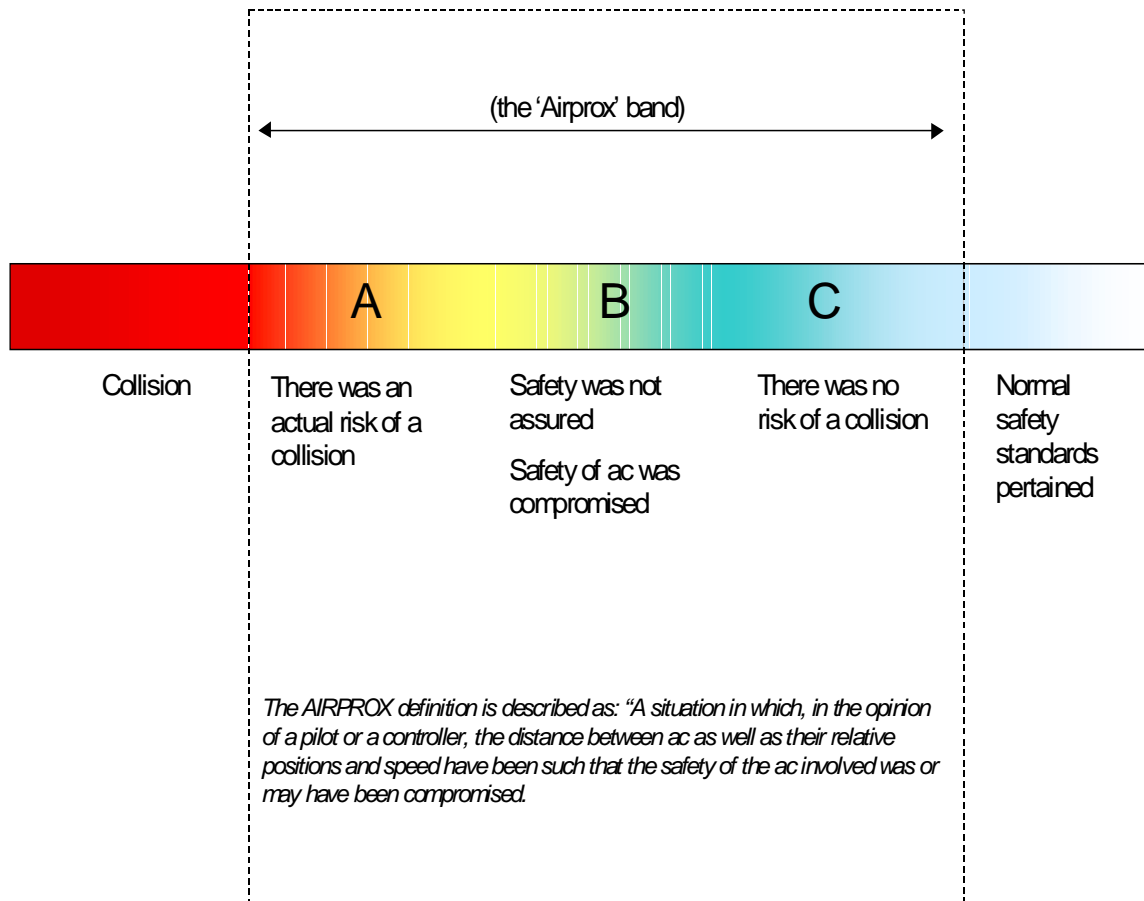 (the ‘Airprox’ band)
A
B
C
Collision
There was an
actual risk of a
collision
Safety was not
assured
Safety of ac was
compromised
There was no
risk of a collision
Normal
safety
standards
pertained
The AIRPROX definition is described as: “A situation in which, in the opinion
of a pilot or a controller, the distance between ac as well as their relative
positions and speed have been such that the safety of the ac involved was or
may have been compromised.